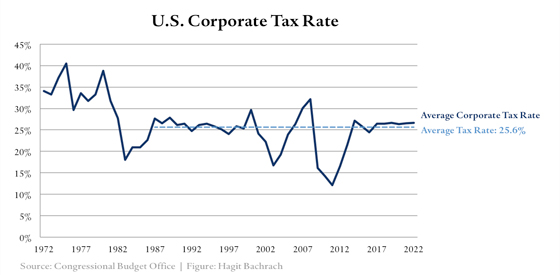 U.S. Corporate Tax Rate
45%
40%
35%
30%
25%
20%
15%
10%
5%
0%
Average Corporate Tax Rate
Average Tax Rate: 25.6%
1972 1977 1982 1987 1992 1997 2002 2007 2012 2017 2022
Source: Congressional Budget Office | Figure: Hagit Bachrach